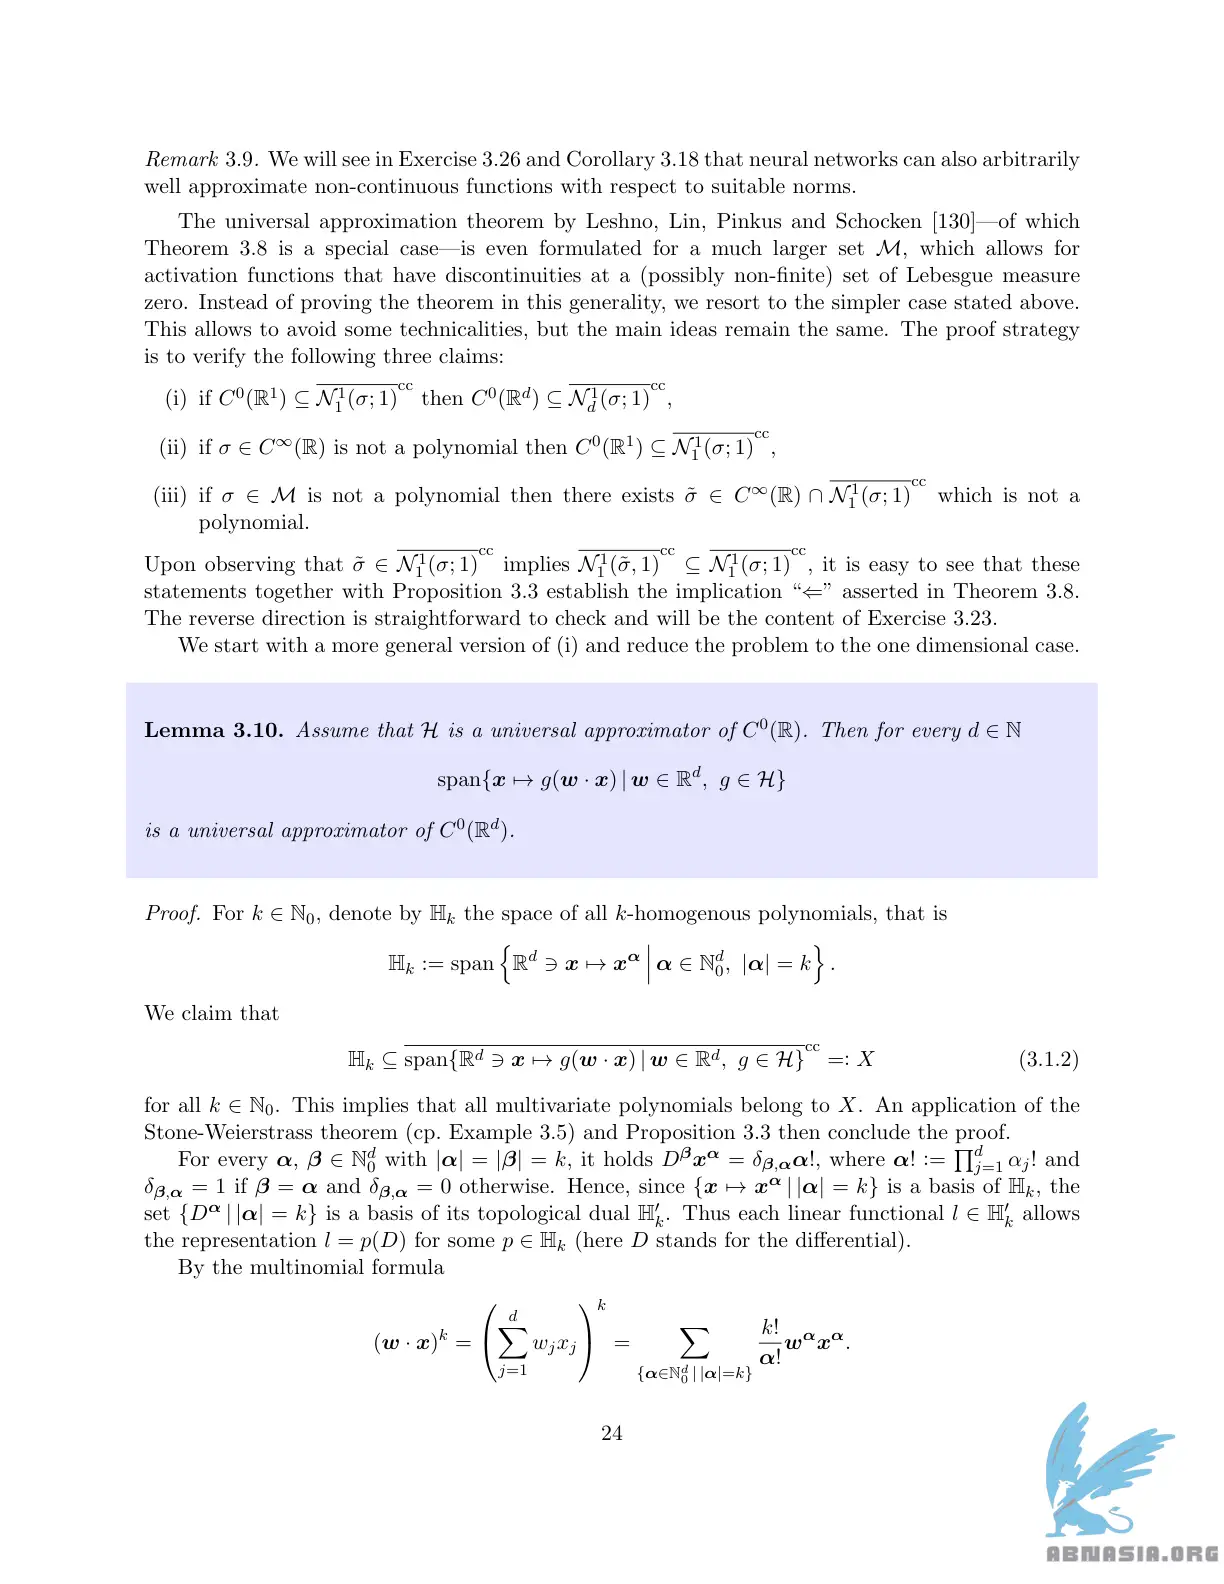 Remark 3.9. We will see in Exercise 3.26 and Corollary 3.18 that neural networks can also arbitrarily
well approximate non-continuous functions with respect to suitable norms.
The universal approximation theorem by Leshno, Lin, Pinkus and Schocken [130]—of which
Theorem 3.8 is a special case—is even formulated for a much larger set ℳ, which allows for
activation functions that have discontinuities at a (possibly non-finite) set of Lebesgue measure
zero. Instead of proving the theorem in this generality, we resort to the simpler case stated above.
This allows to avoid some technicalities, but the main ideas remain the same. The proof strategy
is to verify the following three claims:
(i) if $C^0(\mathbb{R}^1) \subseteq \overline{\mathcal{N}_1^1(\sigma; 1)}^{cc}$ then $C^0(\mathbb{R}^d) \subseteq \overline{\mathcal{N}_d^1(\sigma; 1)}^{cc}$,
(ii) if $\sigma \in C^\infty(\mathbb{R})$ is not a polynomial then $C^0(\mathbb{R}^1) \subseteq \overline{\mathcal{N}_1^1(\sigma; 1)}^{cc}$,
(iii) if $\sigma \in \mathcal{M}$ is not a polynomial then there exists $\tilde{\sigma} \in C^\infty(\mathbb{R}) \cap \overline{\mathcal{N}_1^1(\sigma; 1)}^{cc}$ which is not a
polynomial.
Upon observing that $\tilde{\sigma} \in \overline{\mathcal{N}_1^1(\sigma; 1)}^{cc}$ implies $\overline{\mathcal{N}_1^1(\tilde{\sigma}, 1)}^{cc} \subseteq \overline{\mathcal{N}_1^1(\sigma; 1)}^{cc}$, it is easy to see that these
statements together with Proposition 3.3 establish the implication “⇐” asserted in Theorem 3.8.
The reverse direction is straightforward to check and will be the content of Exercise 3.23.
We start with a more general version of (i) and reduce the problem to the one dimensional case.
Lemma 3.10. Assume that $\mathcal{H}$ is a universal approximator of $C^0(\mathbb{R})$. Then for every $d \in \mathbb{N}$
$\text{span}\{\boldsymbol{x} \mapsto g(\boldsymbol{w} \cdot \boldsymbol{x}) \,|\, \boldsymbol{w} \in \mathbb{R}^d, \; g \in \mathcal{H}\}$
is a universal approximator of $C^0(\mathbb{R}^d)$.
Proof. For $k \in \mathbb{N}_0$, denote by $\mathbb{H}_k$ the space of all $k$-homogenous polynomials, that is
$\mathbb{H}_k := \text{span}\left\{\mathbb{R}^d \ni \boldsymbol{x} \mapsto \boldsymbol{x}^{\boldsymbol{\alpha}} \,\middle|\, \boldsymbol{\alpha} \in \mathbb{N}_0^d, \; |\boldsymbol{\alpha}| = k\right\}.$
We claim that
$\mathbb{H}_k \subseteq \overline{\text{span}\{\mathbb{R}^d \ni \boldsymbol{x} \mapsto g(\boldsymbol{w} \cdot \boldsymbol{x}) \,|\, \boldsymbol{w} \in \mathbb{R}^d, \; g \in \mathcal{H}\}}^{cc} =: X$ (3.1.2)
for all $k \in \mathbb{N}_0$. This implies that all multivariate polynomials belong to $X$. An application of the
Stone-Weierstrass theorem (cp. Example 3.5) and Proposition 3.3 then conclude the proof.
For every $\boldsymbol{\alpha}$, $\boldsymbol{\beta} \in \mathbb{N}_0^d$ with $|\boldsymbol{\alpha}| = |\boldsymbol{\beta}| = k$, it holds $D^{\boldsymbol{\beta}} \boldsymbol{x}^{\boldsymbol{\alpha}} = \delta_{\boldsymbol{\beta},\boldsymbol{\alpha}} \boldsymbol{\alpha}!$, where $\boldsymbol{\alpha}! := \prod_{j=1}^d \alpha_j!$ and
$\delta_{\boldsymbol{\beta},\boldsymbol{\alpha}} = 1$ if $\boldsymbol{\beta} = \boldsymbol{\alpha}$ and $\delta_{\boldsymbol{\beta},\boldsymbol{\alpha}} = 0$ otherwise. Hence, since $\{\boldsymbol{x} \mapsto \boldsymbol{x}^{\boldsymbol{\alpha}} \,|\, |\boldsymbol{\alpha}| = k\}$ is a basis of $\mathbb{H}_k$, the
set $\{D^{\boldsymbol{\alpha}} \,|\, |\boldsymbol{\alpha}| = k\}$ is a basis of its topological dual $\mathbb{H}_k'$. Thus each linear functional $l \in \mathbb{H}_k'$ allows
the representation $l = p(D)$ for some $p \in \mathbb{H}_k$ (here $D$ stands for the differential).
By the multinomial formula
$(\boldsymbol{w} \cdot \boldsymbol{x})^k = \left(\sum_{j=1}^d w_j x_j\right)^k = \sum_{\{\boldsymbol{\alpha} \in \mathbb{N}_0^d \,|\, |\boldsymbol{\alpha}| = k\}} \frac{k!}{\boldsymbol{\alpha}!} \boldsymbol{w}^{\boldsymbol{\alpha}} \boldsymbol{x}^{\boldsymbol{\alpha}}.$
24
ABNASIA.ORG